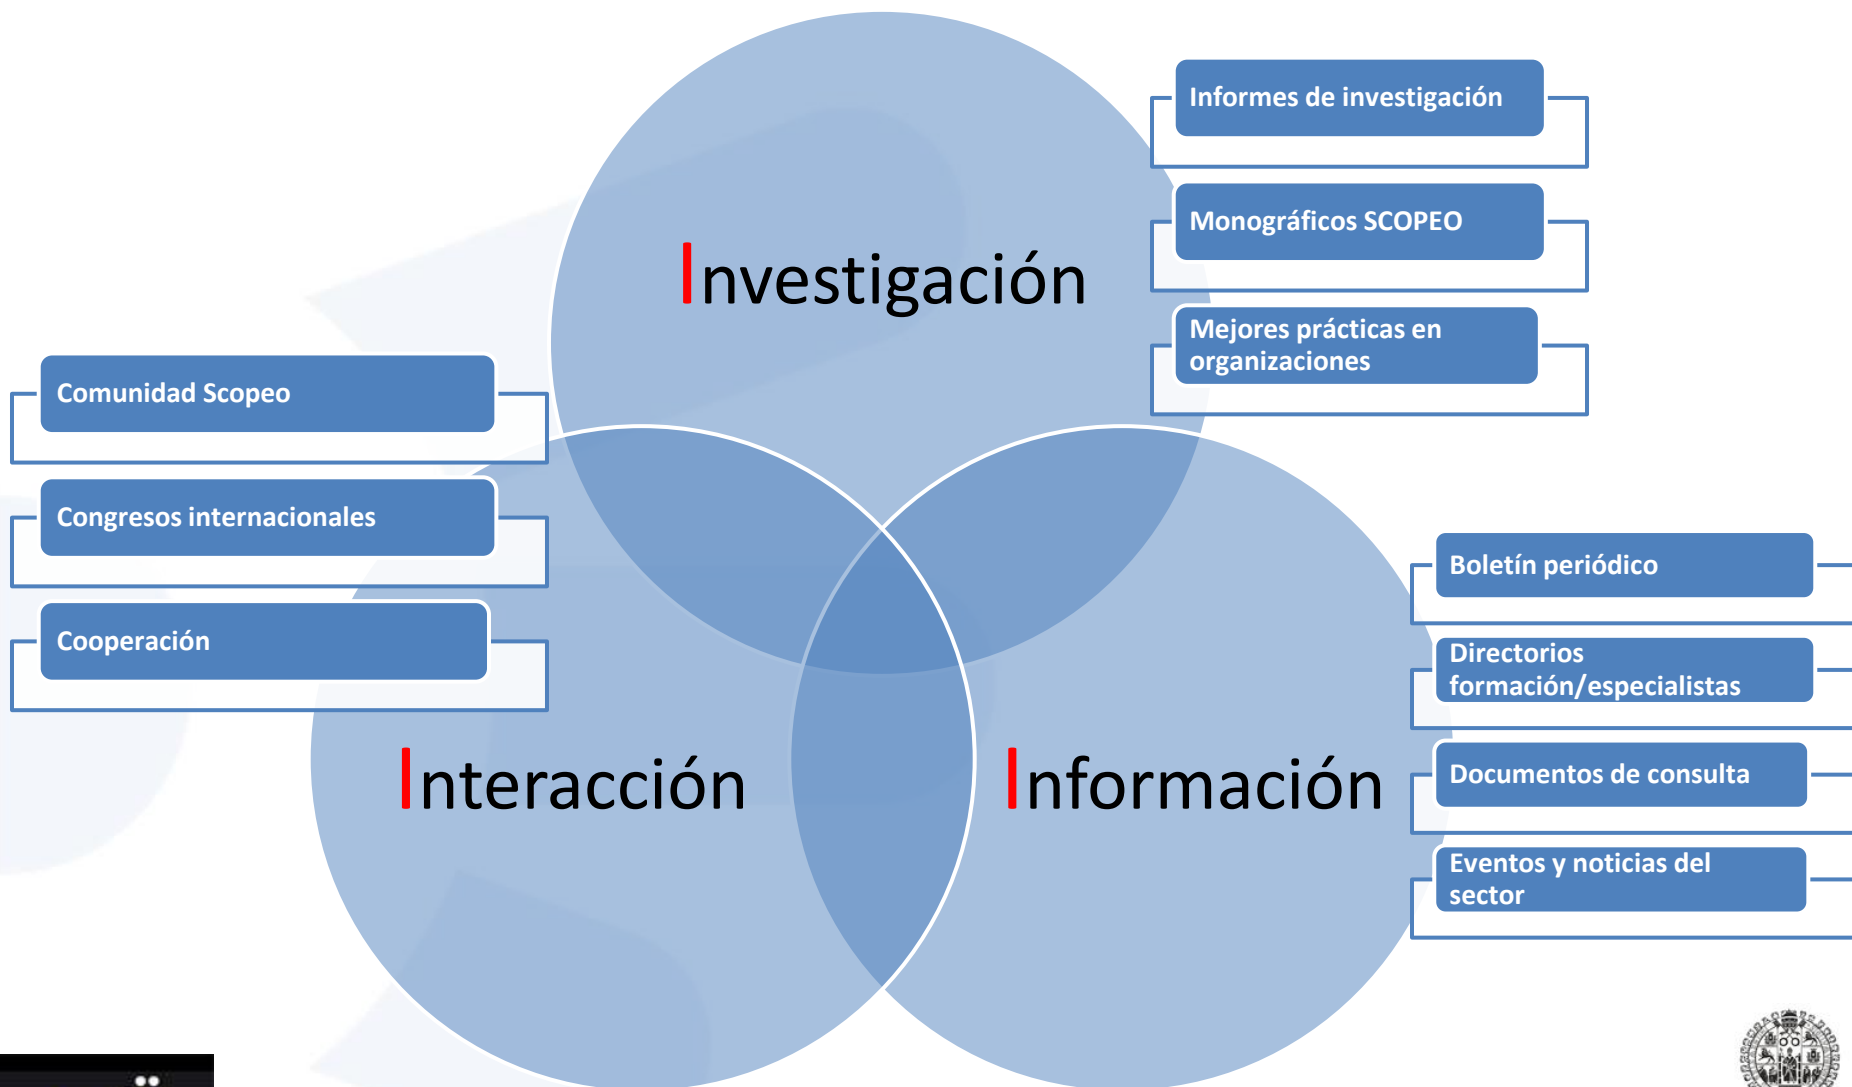 Investigación
Informes de investigación
Monográficos SCOPEO
Mejores prácticas en
organizaciones
Comunidad Scopeo
Congresos internacionales
Cooperación
Interacción
Información
Boletín periódico
Directorios
formación/especialistas
Documentos de consulta
Eventos y noticias del
sector